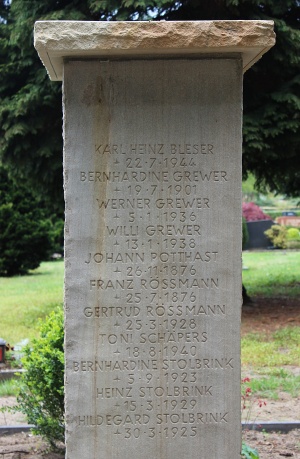 KARL HEINZ BLESER
+ 22·7·1944
BERNHARDINE GREWER
+ 19·7·1901
WERNER GREWER
+ 5·1·1936
WILLI GREWER
+ 13·1·1938
JOHANN POTTHAST
+ 26·11·1876
FRANZ RÖSSMANN
+ 25·7·1876
GERTRUD RÖSSMANN
+ 25·3·1928
TONI SCHÄPERS
+ 18·8·1940
BERNHARDINE STOLBRINK
+ 5·9·1923
HEINZ STOLBRINK
+ 15·3·1929
HILDEGARD STOLBRINK
+ 30·3·1925